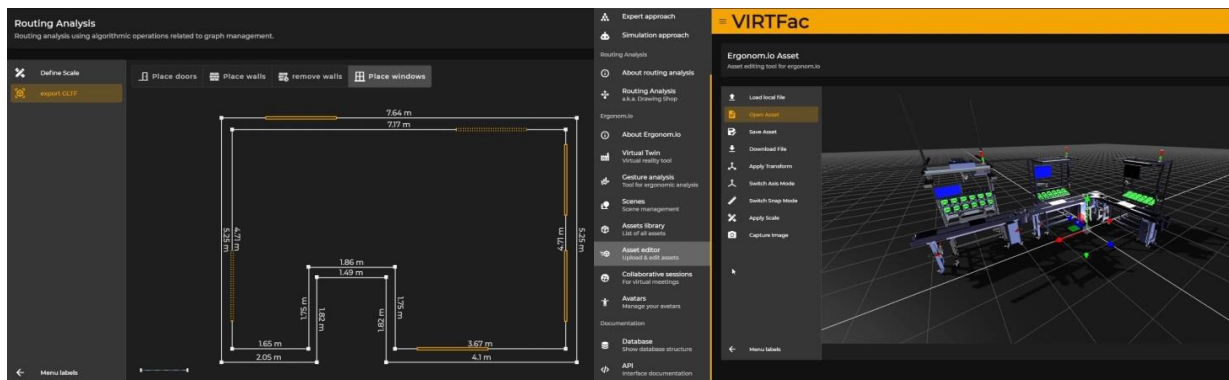 Routing Analysis
Routing analysis using algorithmic operations related to graph management.
Define Scale
export GLTF
Menu labels
Place doors
Place walls
remove walls
Place windows
7.64 m
7.17 m
5.25 m
4.71 m
4.71 m
5.25 m
1.86 m
1.49 m
1.75 m
1.82 m
1.82 m
1.75 m
1.65 m
3.67 m
2.05 m
4.1 m
Expert approach
Simulation approach
Routing Analysis
About routing analysis
Routing Analysis
a.k.a. Drawing Shop
Ergonom.io
About Ergonom.io
Virtual Twin
Virtual reality tool
Gesture analysis
Tool for ergonomic analysis
Scenes
Scene management
Assets library
List of all assets
Asset editor
Upload & edit assets
Collaborative sessions
For virtual meetings
Avatars
Manage your avatars
Documentation
Database
Show database structure
API
Interface documentation
VIRTFac
Ergonom.io Asset
Asset editing tool for ergonom.io
Load local file
Open Asset
Save Asset
Download File
Apply Transform
Switch Axis Mode
Switch Snap Mode
Apply Scale
Capture Image
Menu labels